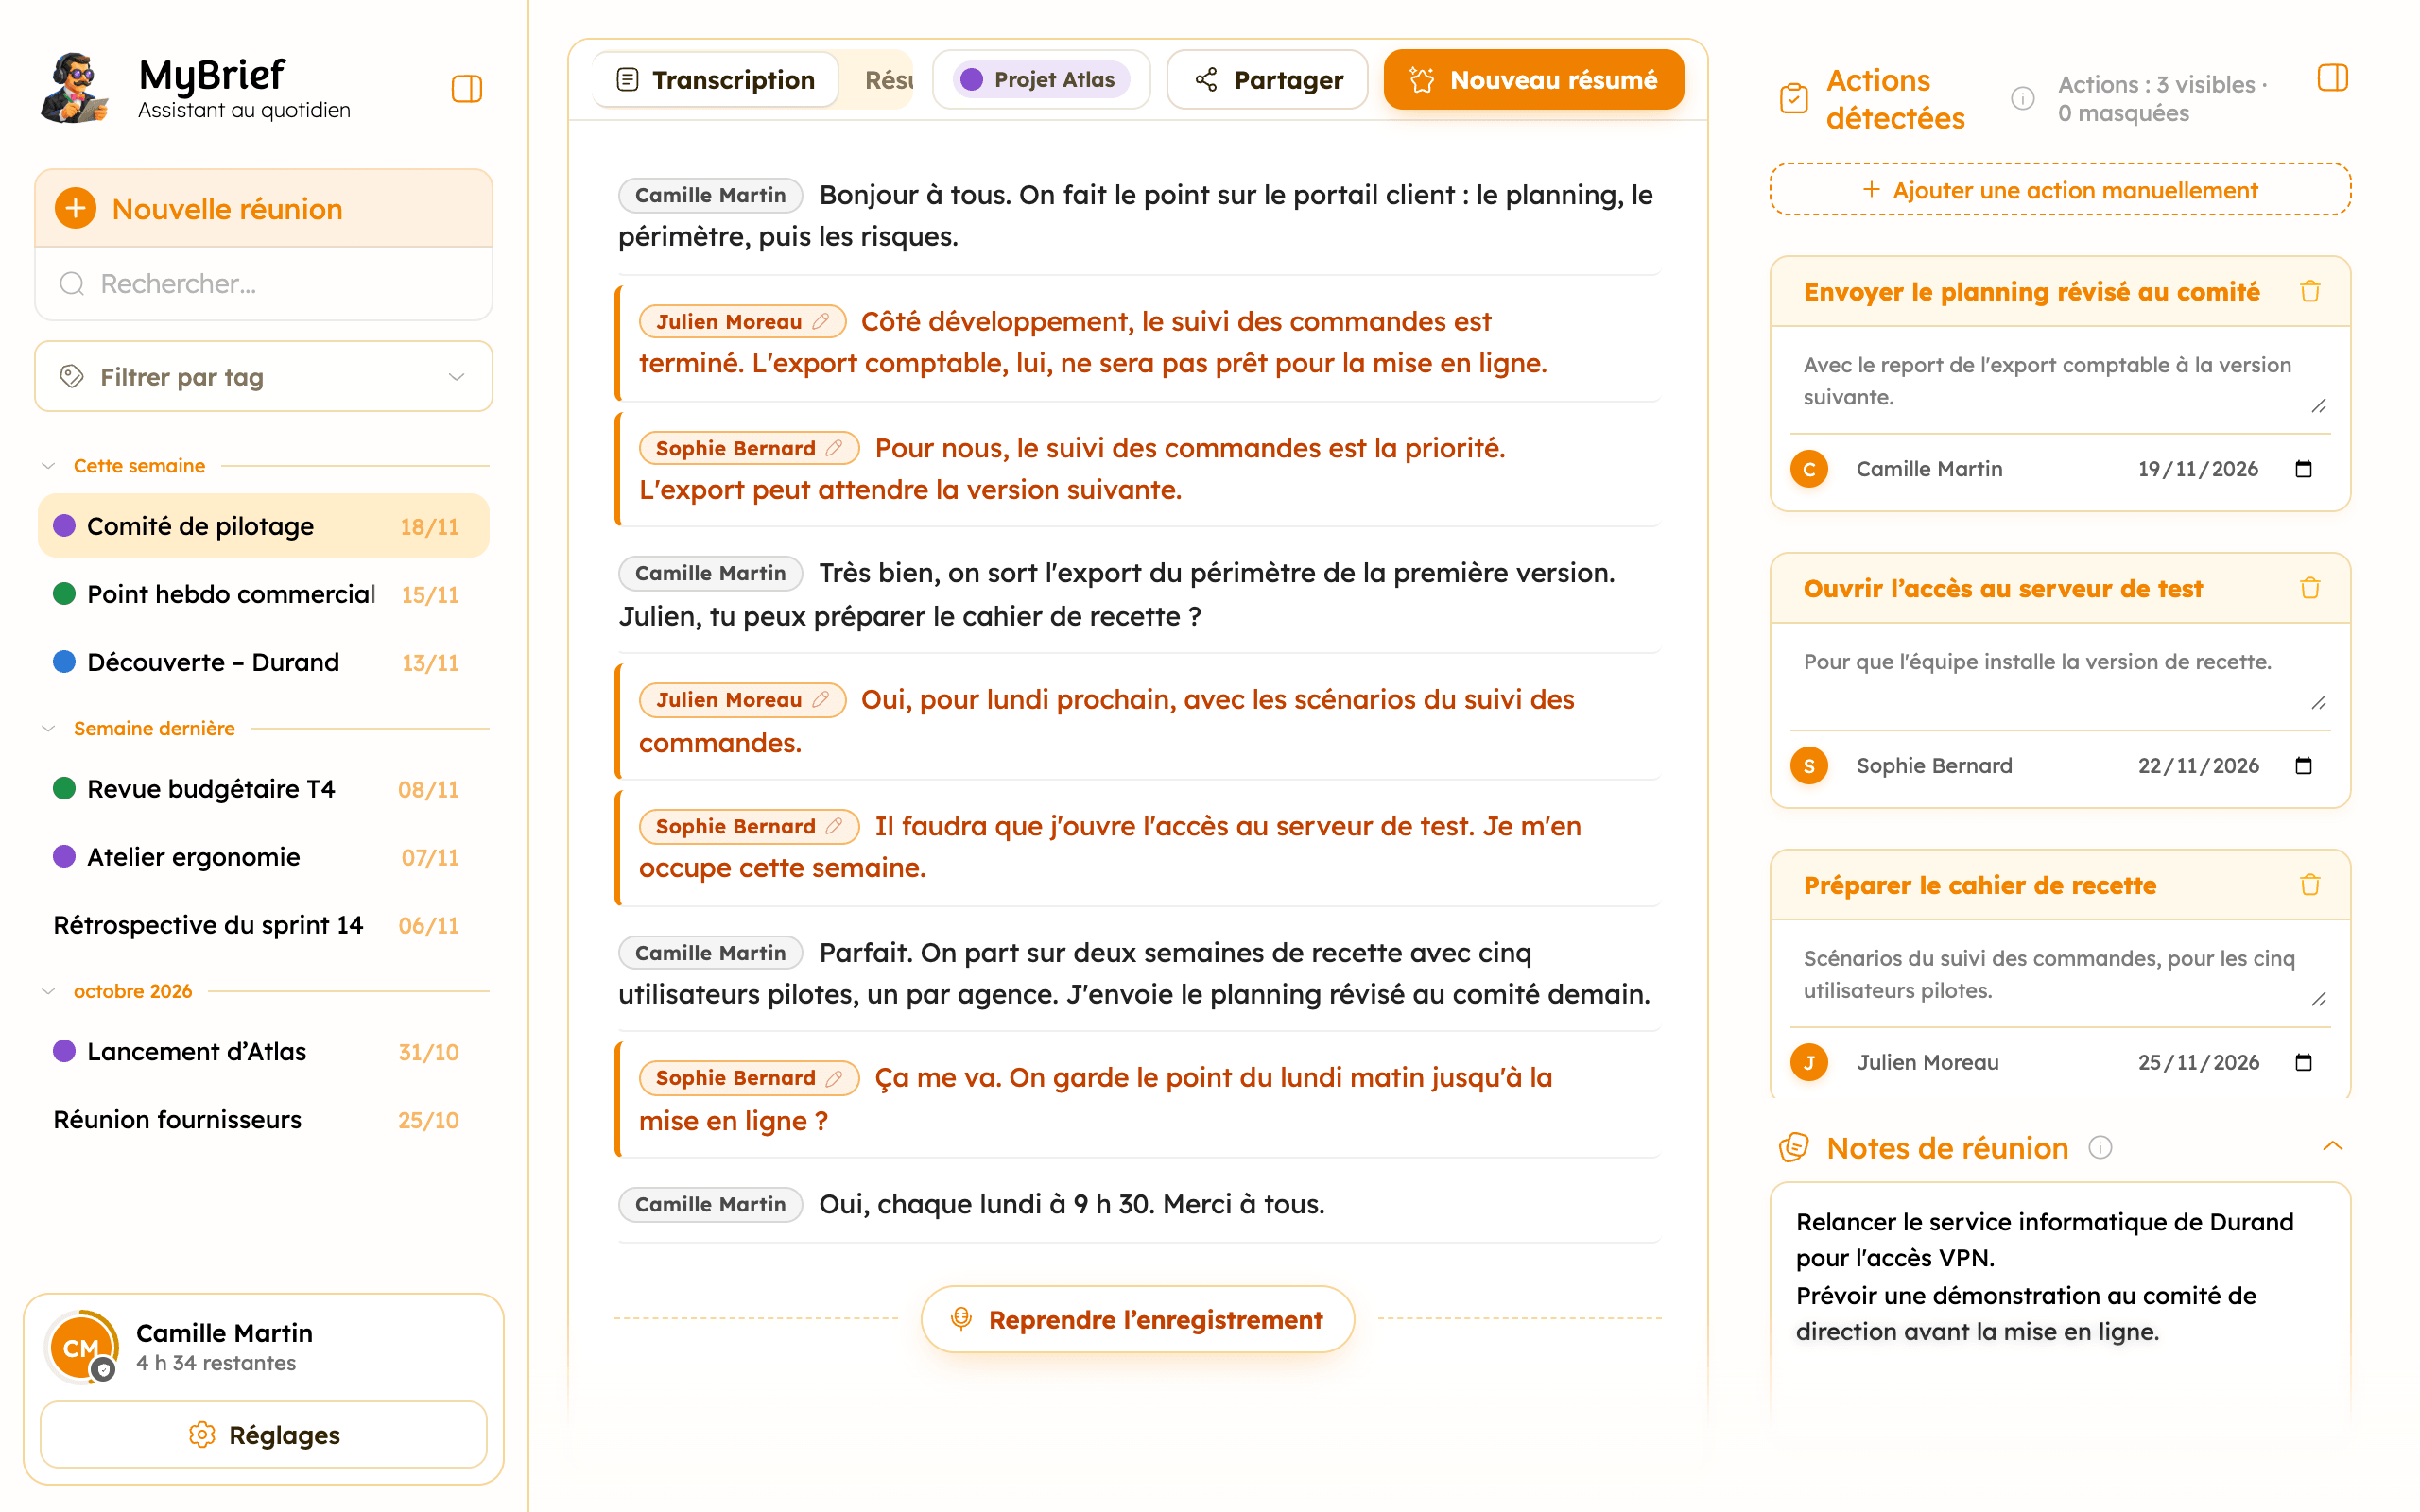 MyBrief
Assistant au quotidien
Nouvelle réunion
Rechercher...
Filtrer par tag
Cette semaine
Comité de pilotage 18/11
Point hebdo commercial 15/11
Découverte – Durand 13/11
Semaine dernière
Revue budgétaire T4 08/11
Atelier ergonomie 07/11
Rétrospective du sprint 14 06/11
octobre 2026
Lancement d’Atlas 31/10
Réunion fournisseurs 25/10
CM
Camille Martin
4 h 34 restantes
Réglages
Transcription
Résu
Projet Atlas
Partager
Nouveau résumé
Camille Martin Bonjour à tous. On fait le point sur le portail client : le planning, le
périmètre, puis les risques.
Julien Moreau Côté développement, le suivi des commandes est
terminé. L'export comptable, lui, ne sera pas prêt pour la mise en ligne.
Sophie Bernard Pour nous, le suivi des commandes est la priorité.
L'export peut attendre la version suivante.
Camille Martin Très bien, on sort l'export du périmètre de la première version.
Julien, tu peux préparer le cahier de recette ?
Julien Moreau Oui, pour lundi prochain, avec les scénarios du suivi des
commandes.
Sophie Bernard Il faudra que j'ouvre l'accès au serveur de test. Je m'en
occupe cette semaine.
Camille Martin Parfait. On part sur deux semaines de recette avec cinq
utilisateurs pilotes, un par agence. J'envoie le planning révisé au comité demain.
Sophie Bernard Ça me va. On garde le point du lundi matin jusqu'à la
mise en ligne ?
Camille Martin Oui, chaque lundi à 9 h 30. Merci à tous.
Reprendre l’enregistrement
Actions
détectées
Actions : 3 visibles ·
0 masquées
+ Ajouter une action manuellement
Envoyer le planning révisé au comité
Avec le report de l'export comptable à la version
suivante.
C Camille Martin 19/11/2026
Ouvrir l’accès au serveur de test
Pour que l'équipe installe la version de recette.
S Sophie Bernard 22/11/2026
Préparer le cahier de recette
Scénarios du suivi des commandes, pour les cinq
utilisateurs pilotes.
J Julien Moreau 25/11/2026
Notes de réunion
Relancer le service informatique de Durand
pour l'accès VPN.
Prévoir une démonstration au comité de
direction avant la mise en ligne.